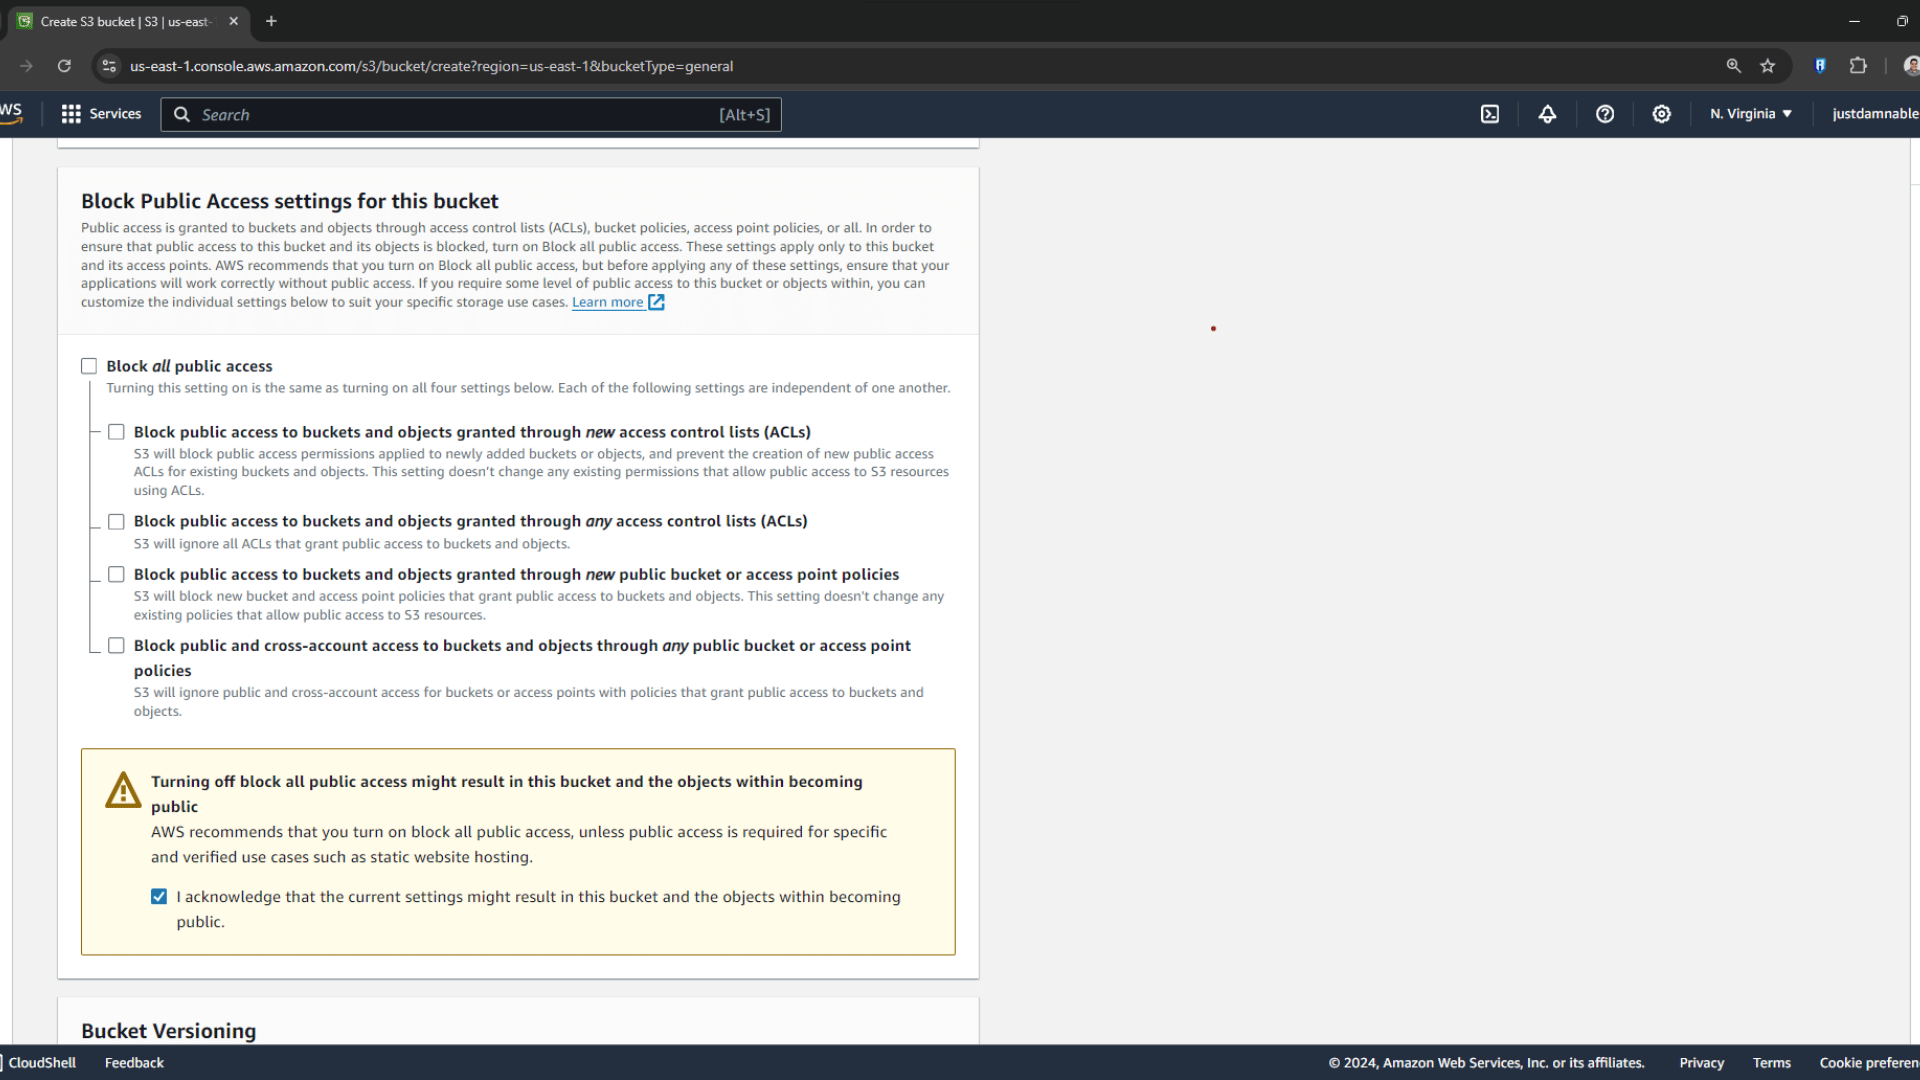 Create S3 bucket | S3 | us-east-
us-east-1.console.aws.amazon.com/s3/bucket/create?region=us-east-1&bucketType=general
Services
Search
[Alt+S]
N. Virginia
justdamnable
Block Public Access settings for this bucket
Public access is granted to buckets and objects through access control lists (ACLs), bucket policies, access point policies, or all. In order to
ensure that public access to this bucket and its objects is blocked, turn on Block all public access. These settings apply only to this bucket
and its access points. AWS recommends that you turn on Block all public access, but before applying any of these settings, ensure that your
applications will work correctly without public access. If you require some level of public access to this bucket or objects within, you can
customize the individual settings below to suit your specific storage use cases. Learn more
Block all public access
Turning this setting on is the same as turning on all four settings below. Each of the following settings are independent of one another.
Block public access to buckets and objects granted through new access control lists (ACLs)
S3 will block public access permissions applied to newly added buckets or objects, and prevent the creation of new public access
ACLs for existing buckets and objects. This setting doesn't change any existing permissions that allow public access to S3 resources
using ACLs.
Block public access to buckets and objects granted through any access control lists (ACLs)
S3 will ignore all ACLs that grant public access to buckets and objects.
Block public access to buckets and objects granted through new public bucket or access point policies
S3 will block new bucket and access point policies that grant public access to buckets and objects. This setting doesn't change any
existing policies that allow public access to S3 resources.
Block public and cross-account access to buckets and objects through any public bucket or access point
policies
S3 will ignore public and cross-account access for buckets or access points with policies that grant public access to buckets and
objects.
Turning off block all public access might result in this bucket and the objects within becoming
public
AWS recommends that you turn on block all public access, unless public access is required for specific
and verified use cases such as static website hosting.
I acknowledge that the current settings might result in this bucket and the objects within becoming
public.
Bucket Versioning
CloudShell
Feedback
© 2024, Amazon Web Services, Inc. or its affiliates.
Privacy
Terms
Cookie preferen